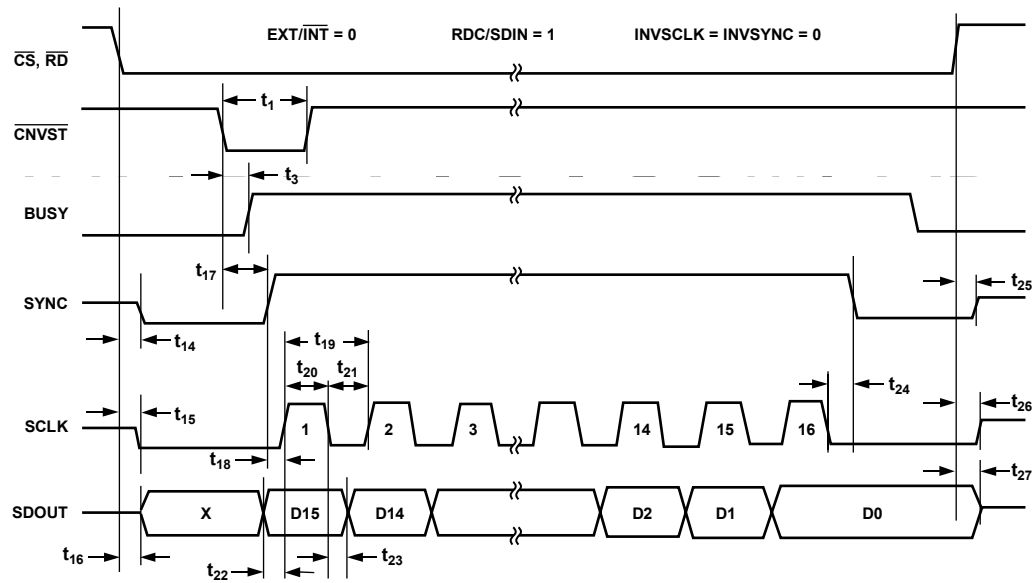 EXT/INT = 0 RDC/SDIN = 1 INVSCLK = INVSYNC = 0
CS, RD
t1
CNVST
t3
BUSY
t17
SYNC
t25
t14
t19
t20 t21
t24
t15
t26
SCLK
1 2 3 14 15 16
t18
t27
SDOUT
X D15 D14 D2 D1 D0
t16
t22 t23